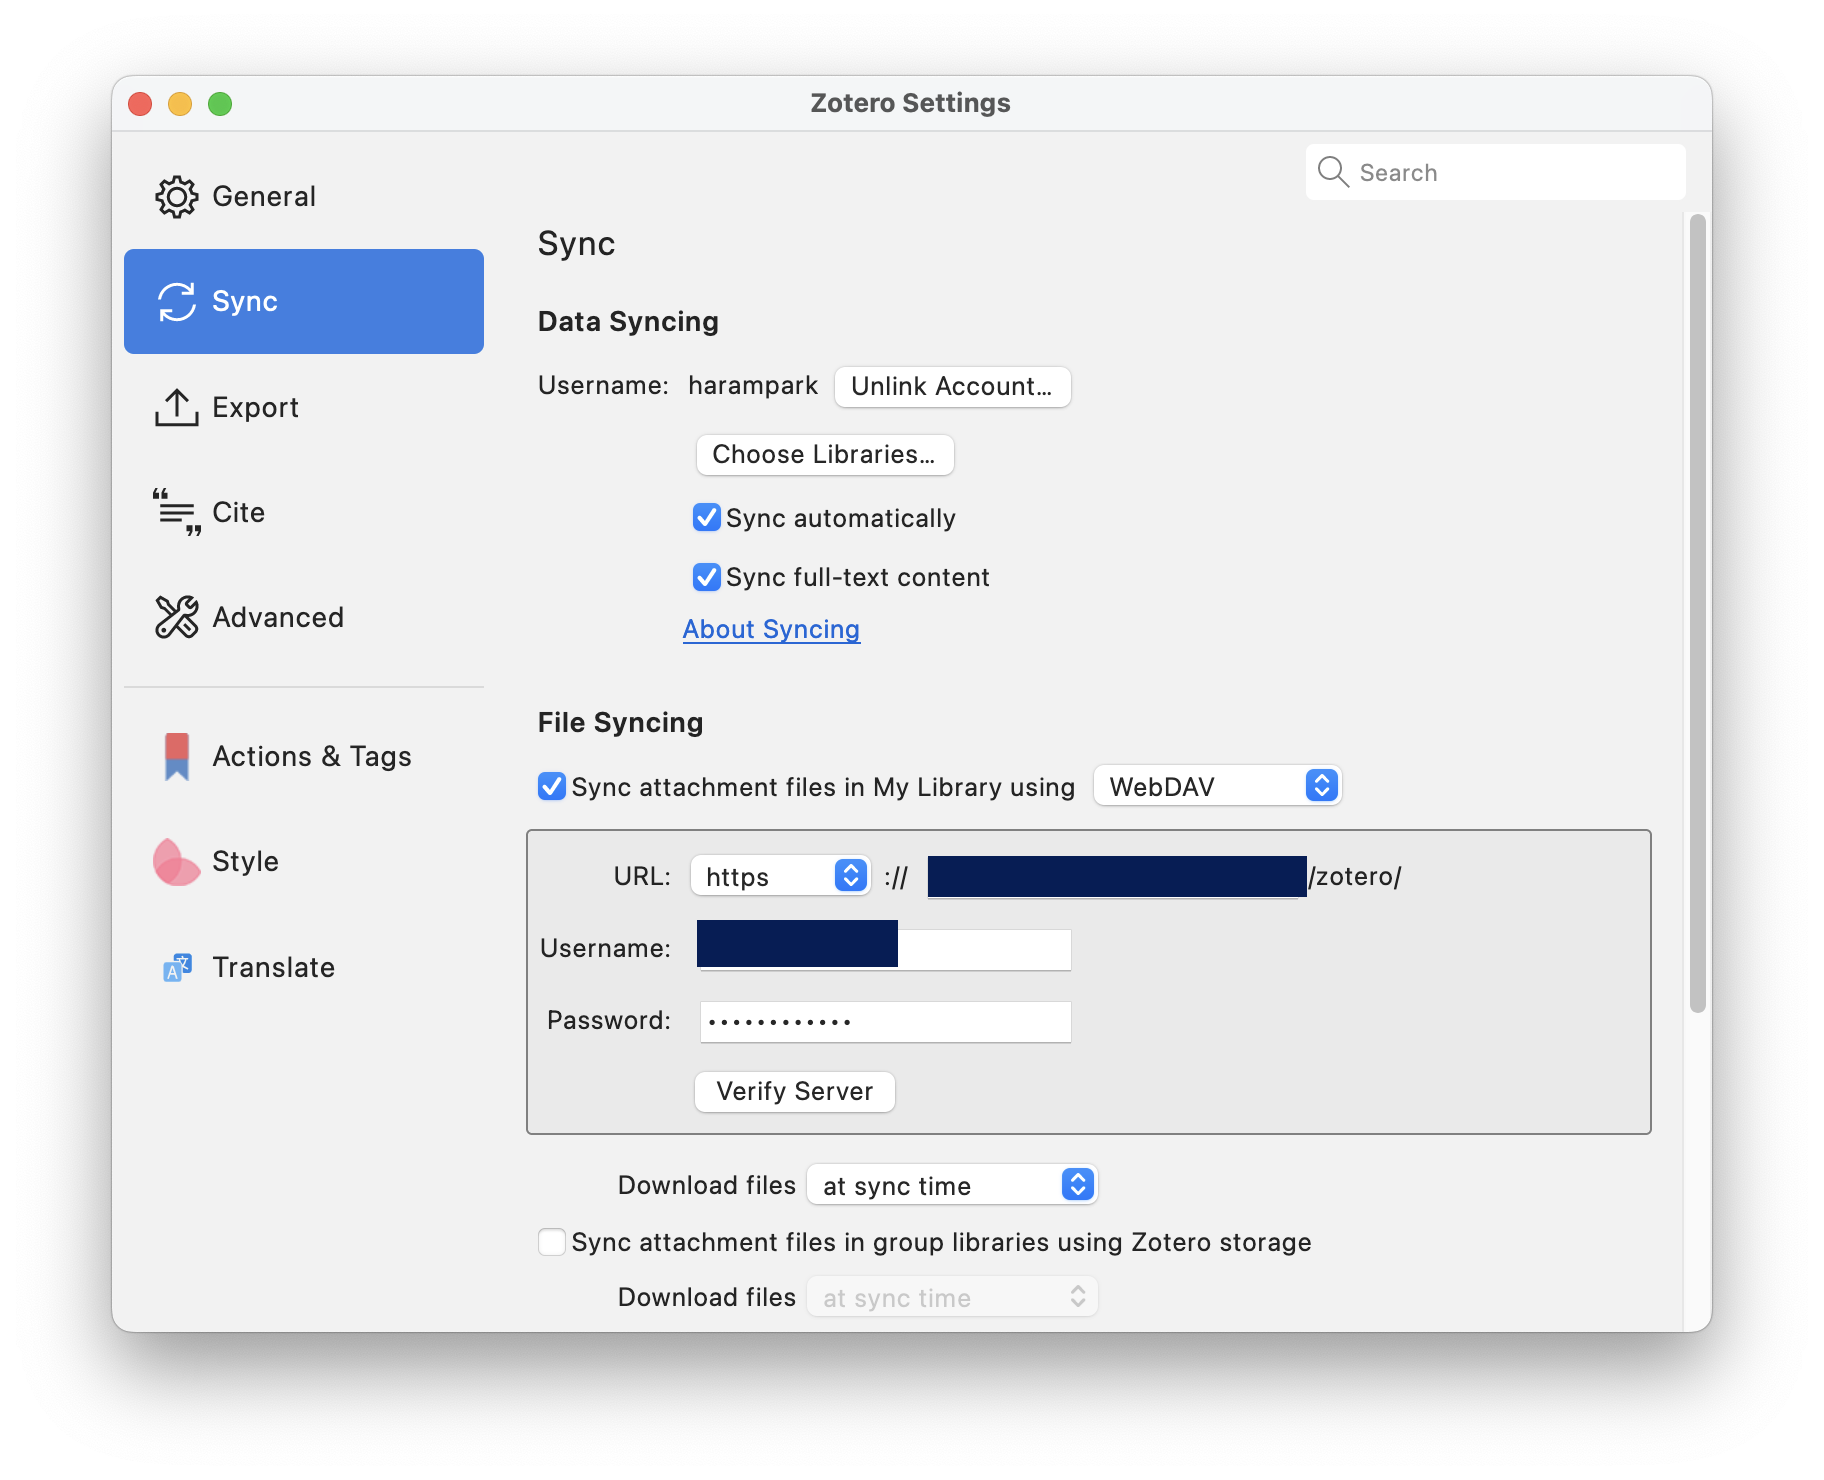 Zotero Settings
Search
General
Sync
Export
Cite
Advanced
Actions & Tags
Style
Translate
Sync
Data Syncing
Username: harampark Unlink Account...
Choose Libraries...
Sync automatically
Sync full-text content
About Syncing
File Syncing
Sync attachment files in My Library using WebDAV
URL: https :// /zotero/
Username:
Password: ••••••••••••
Verify Server
Download files at sync time
Sync attachment files in group libraries using Zotero storage
Download files at sync time